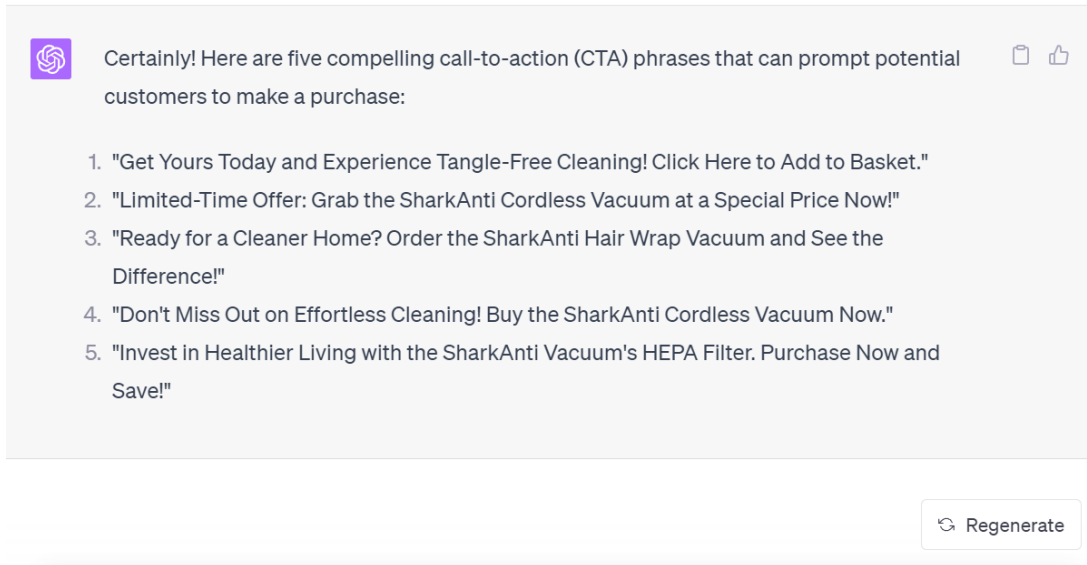 Certainly! Here are five compelling call-to-action (CTA) phrases that can prompt potential
customers to make a purchase:
1. "Get Yours Today and Experience Tangle-Free Cleaning! Click Here to Add to Basket."
2. "Limited-Time Offer: Grab the SharkAnti Cordless Vacuum at a Special Price Now!"
3. "Ready for a Cleaner Home? Order the SharkAnti Hair Wrap Vacuum and See the
Difference!"
4. "Don't Miss Out on Effortless Cleaning! Buy the SharkAnti Cordless Vacuum Now."
5. "Invest in Healthier Living with the SharkAnti Vacuum's HEPA Filter. Purchase Now and
Save!"
Regenerate